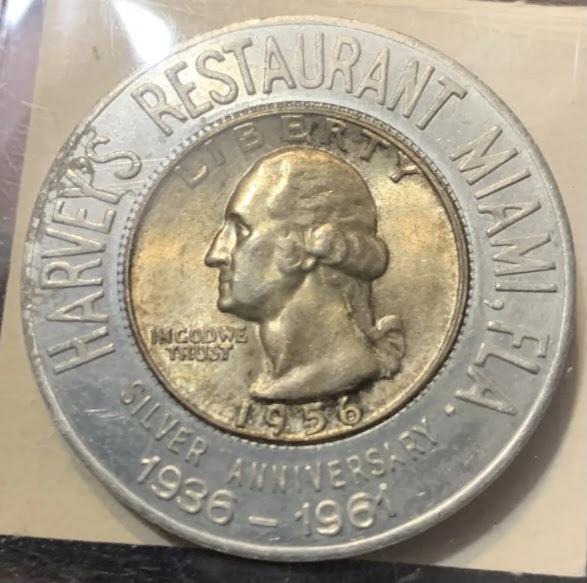 HARVEY'S RESTAURANT MIAMI, FLA.
SILVER ANNIVERSARY
1936 - 1961
LIBERTY
IN GOD WE
TRUST
1956